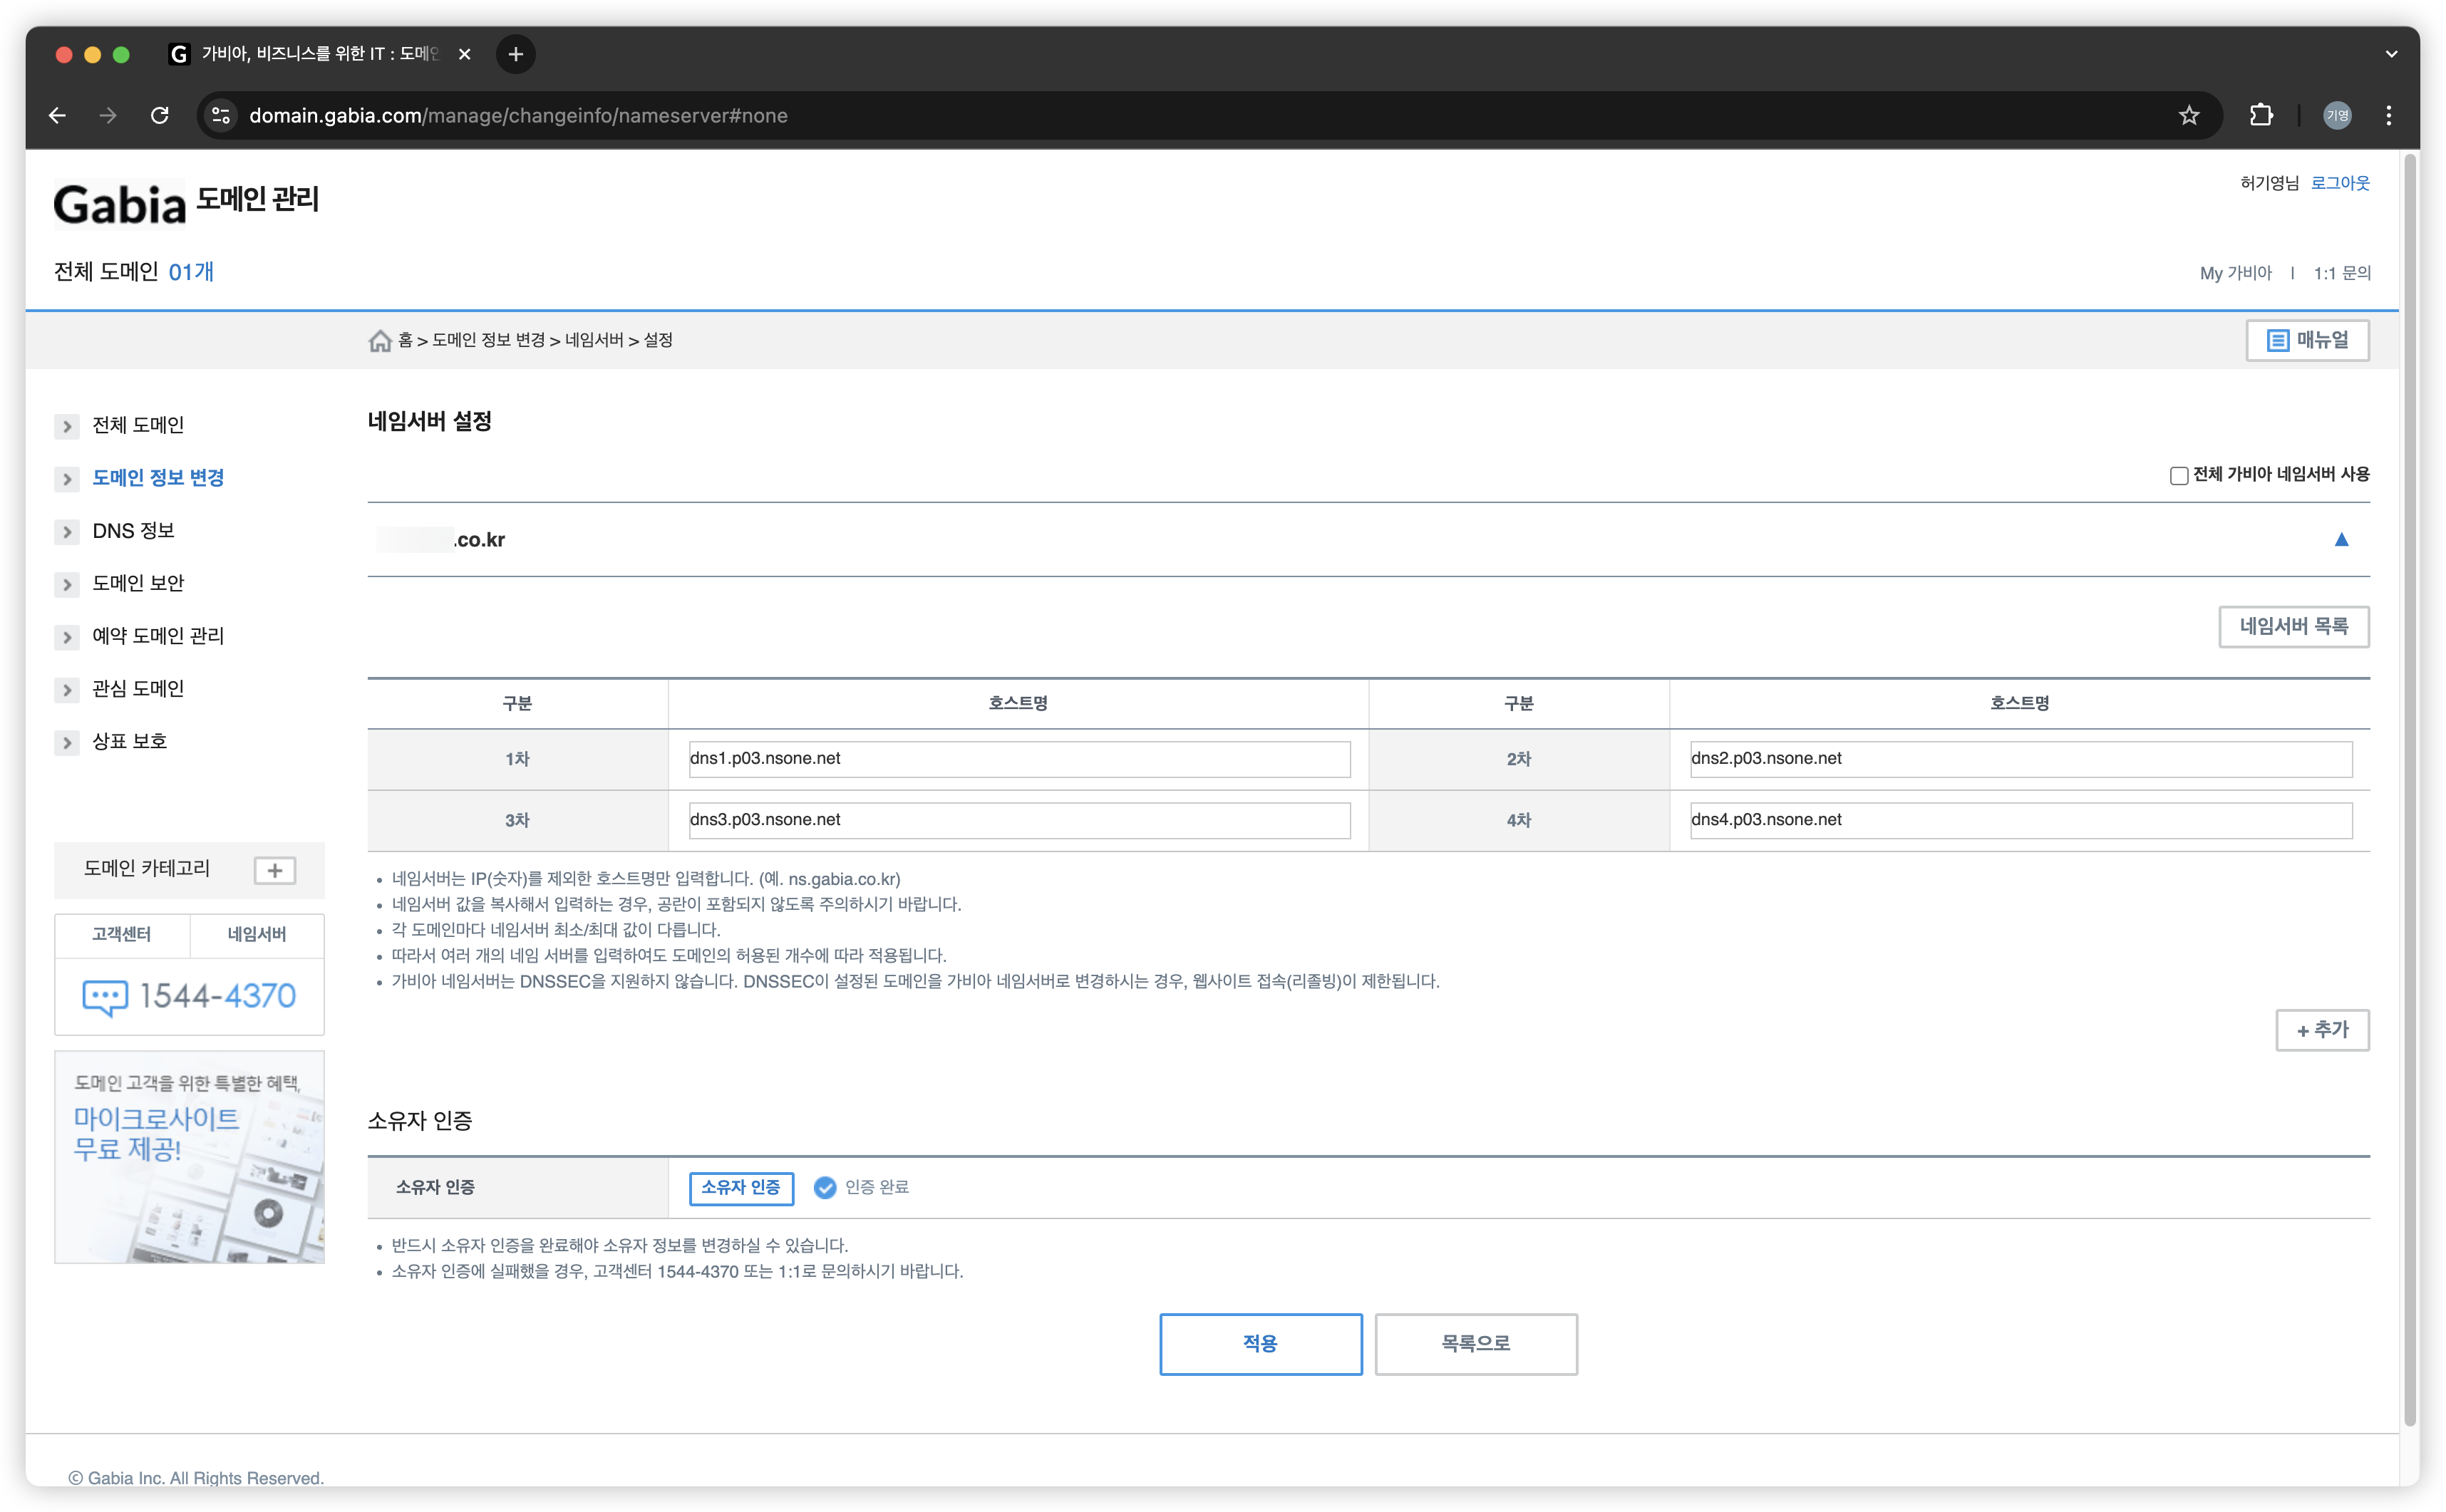 G 가비아, 비즈니스를 위한 IT : 도메인
domain.gabia.com/manage/changeinfo/nameserver#none
기영
Gabia 도메인 관리
허기영님 로그아웃
전체 도메인 01개
My 가비아 | 1:1 문의
홈 > 도메인 정보 변경 > 네임서버 > 설정
매뉴얼
전체 도메인
도메인 정보 변경
DNS 정보
도메인 보안
예약 도메인 관리
관심 도메인
상표 보호
도메인 카테고리 +
고객센터 네임서버
1544-4370
도메인 고객을 위한 특별한 혜택,
마이크로사이트
무료 제공!
네임서버 설정
전체 가비아 네임서버 사용
.co.kr ▲
네임서버 목록
구분 호스트명 구분 호스트명
1차 dns1.p03.nsone.net 2차 dns2.p03.nsone.net
3차 dns3.p03.nsone.net 4차 dns4.p03.nsone.net
• 네임서버는 IP(숫자)를 제외한 호스트명만 입력합니다. (예. ns.gabia.co.kr)
• 네임서버 값을 복사해서 입력하는 경우, 공란이 포함되지 않도록 주의하시기 바랍니다.
• 각 도메인마다 네임서버 최소/최대 값이 다릅니다.
• 따라서 여러 개의 네임 서버를 입력하여도 도메인의 허용된 개수에 따라 적용됩니다.
• 가비아 네임서버는 DNSSEC을 지원하지 않습니다. DNSSEC이 설정된 도메인을 가비아 네임서버로 변경하시는 경우, 웹사이트 접속(리졸빙)이 제한됩니다.
+ 추가
소유자 인증
소유자 인증 소유자 인증 인증 완료
• 반드시 소유자 인증을 완료해야 소유자 정보를 변경하실 수 있습니다.
• 소유자 인증에 실패했을 경우, 고객센터 1544-4370 또는 1:1로 문의하시기 바랍니다.
적용 목록으로
© Gabia Inc. All Rights Reserved.